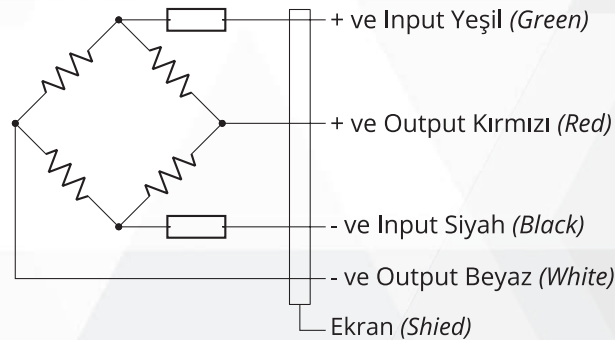 + ve Input Yeşil (Green)
+ ve Output Kırmızı (Red)
- ve Input Siyah (Black)
- ve Output Beyaz (White)
Ekran (Shied)